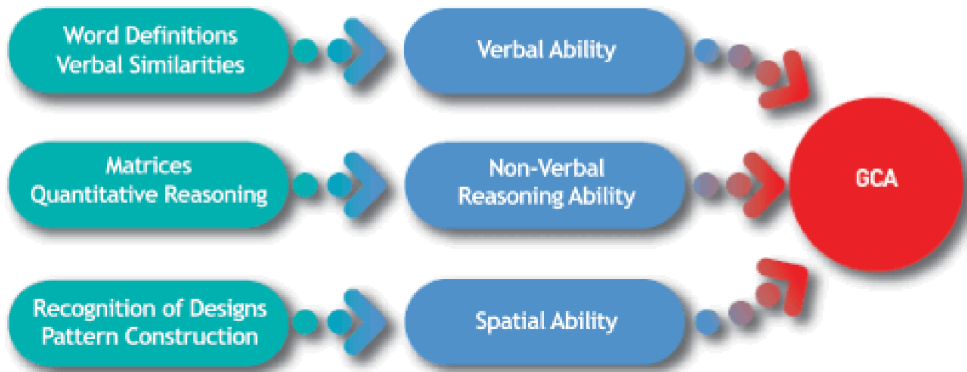 Word Definitions
Verbal Similarities
Verbal Ability
Matrices
Quantitative Reasoning
Non-Verbal
Reasoning Ability
GCA
Recognition of Designs
Pattern Construction
Spatial Ability